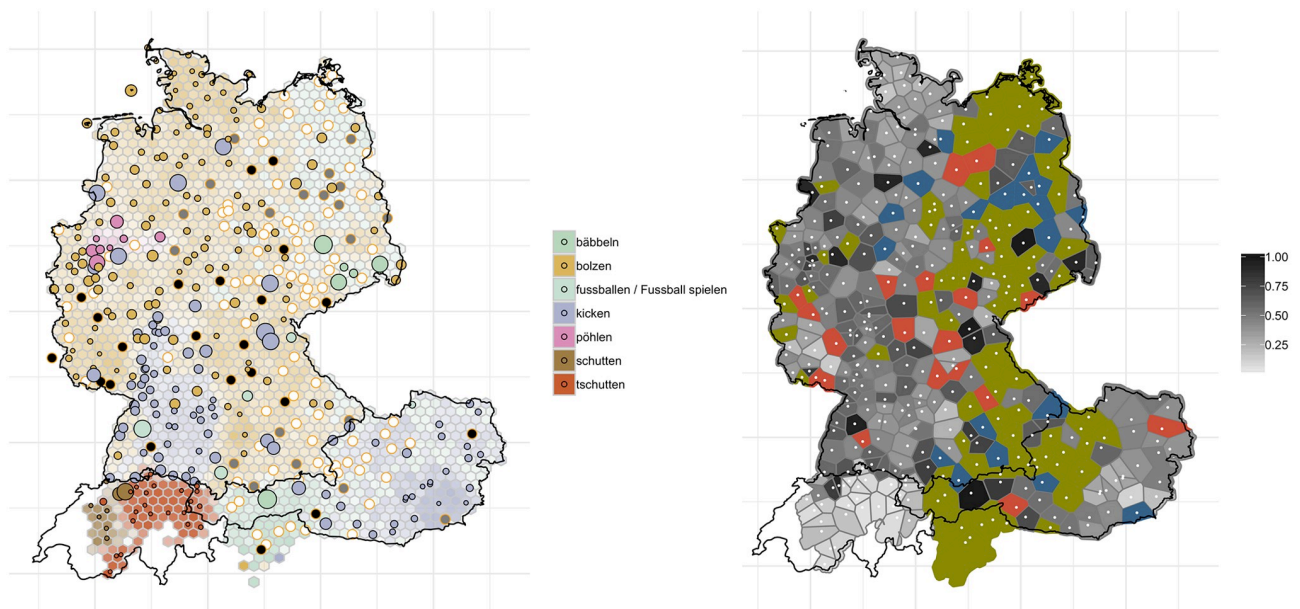 bäbbeln
bolzen
fussballen / Fussball spielen
kicken
pöhlen
schutten
tschutten
1.00
0.75
0.50
0.25